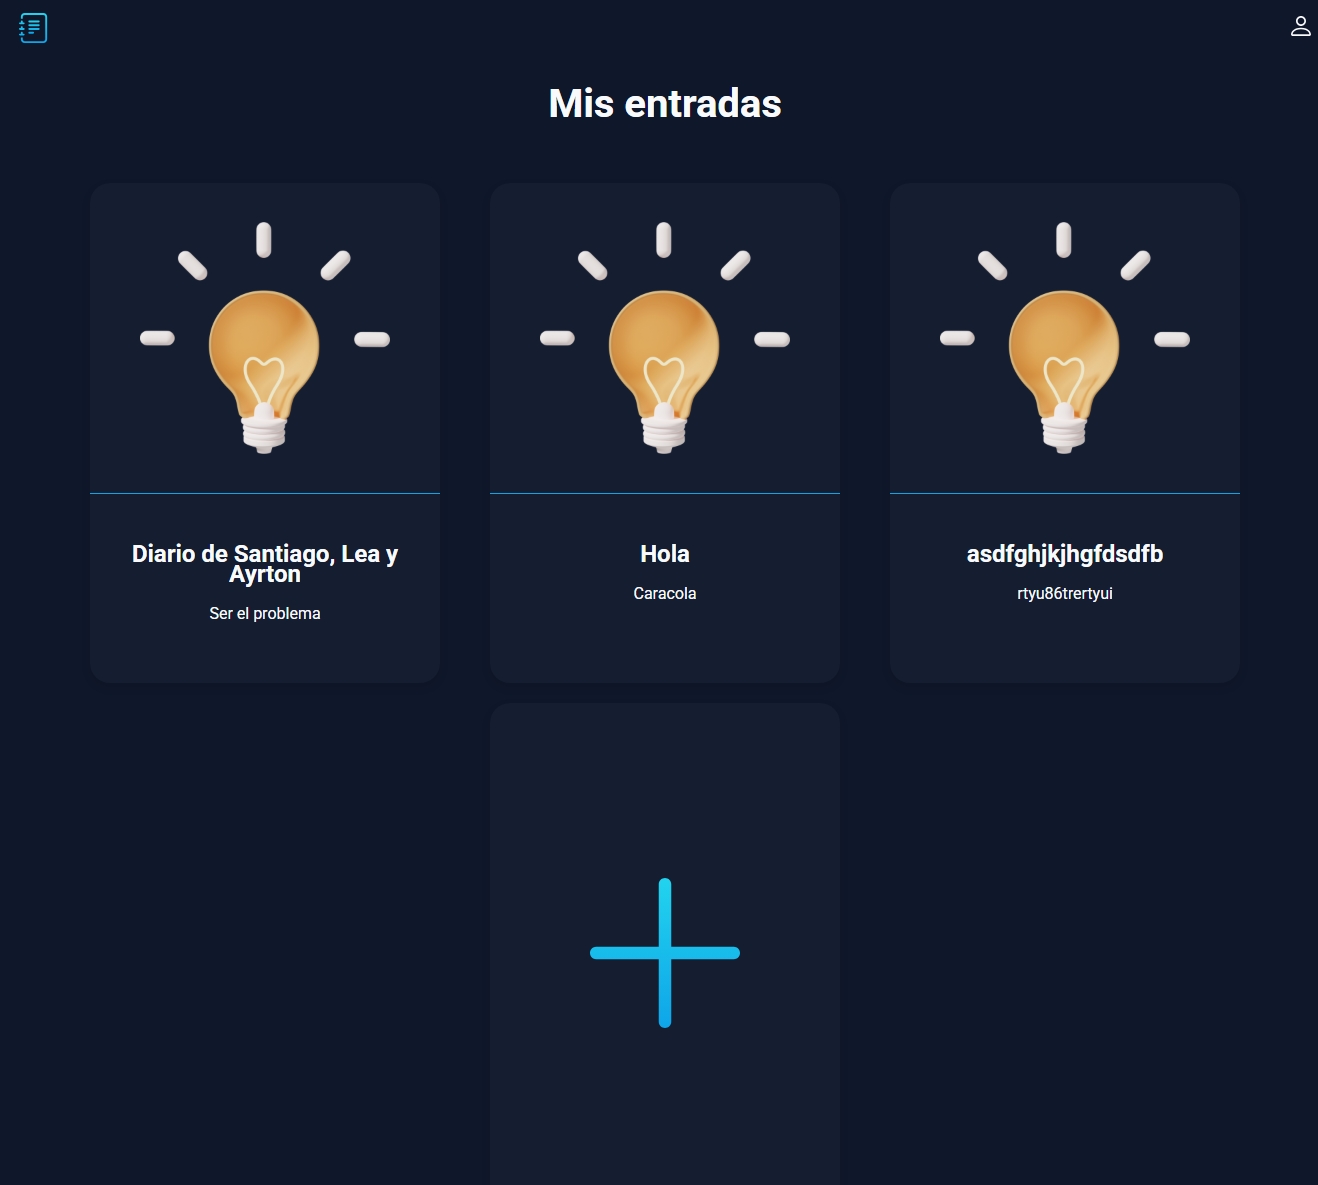 Mis entradas
Diario de Santiago, Lea y
Ayrton
Ser el problema
Hola
Caracola
asdfghjkjhgfdsdfb
rtyu86trertyui